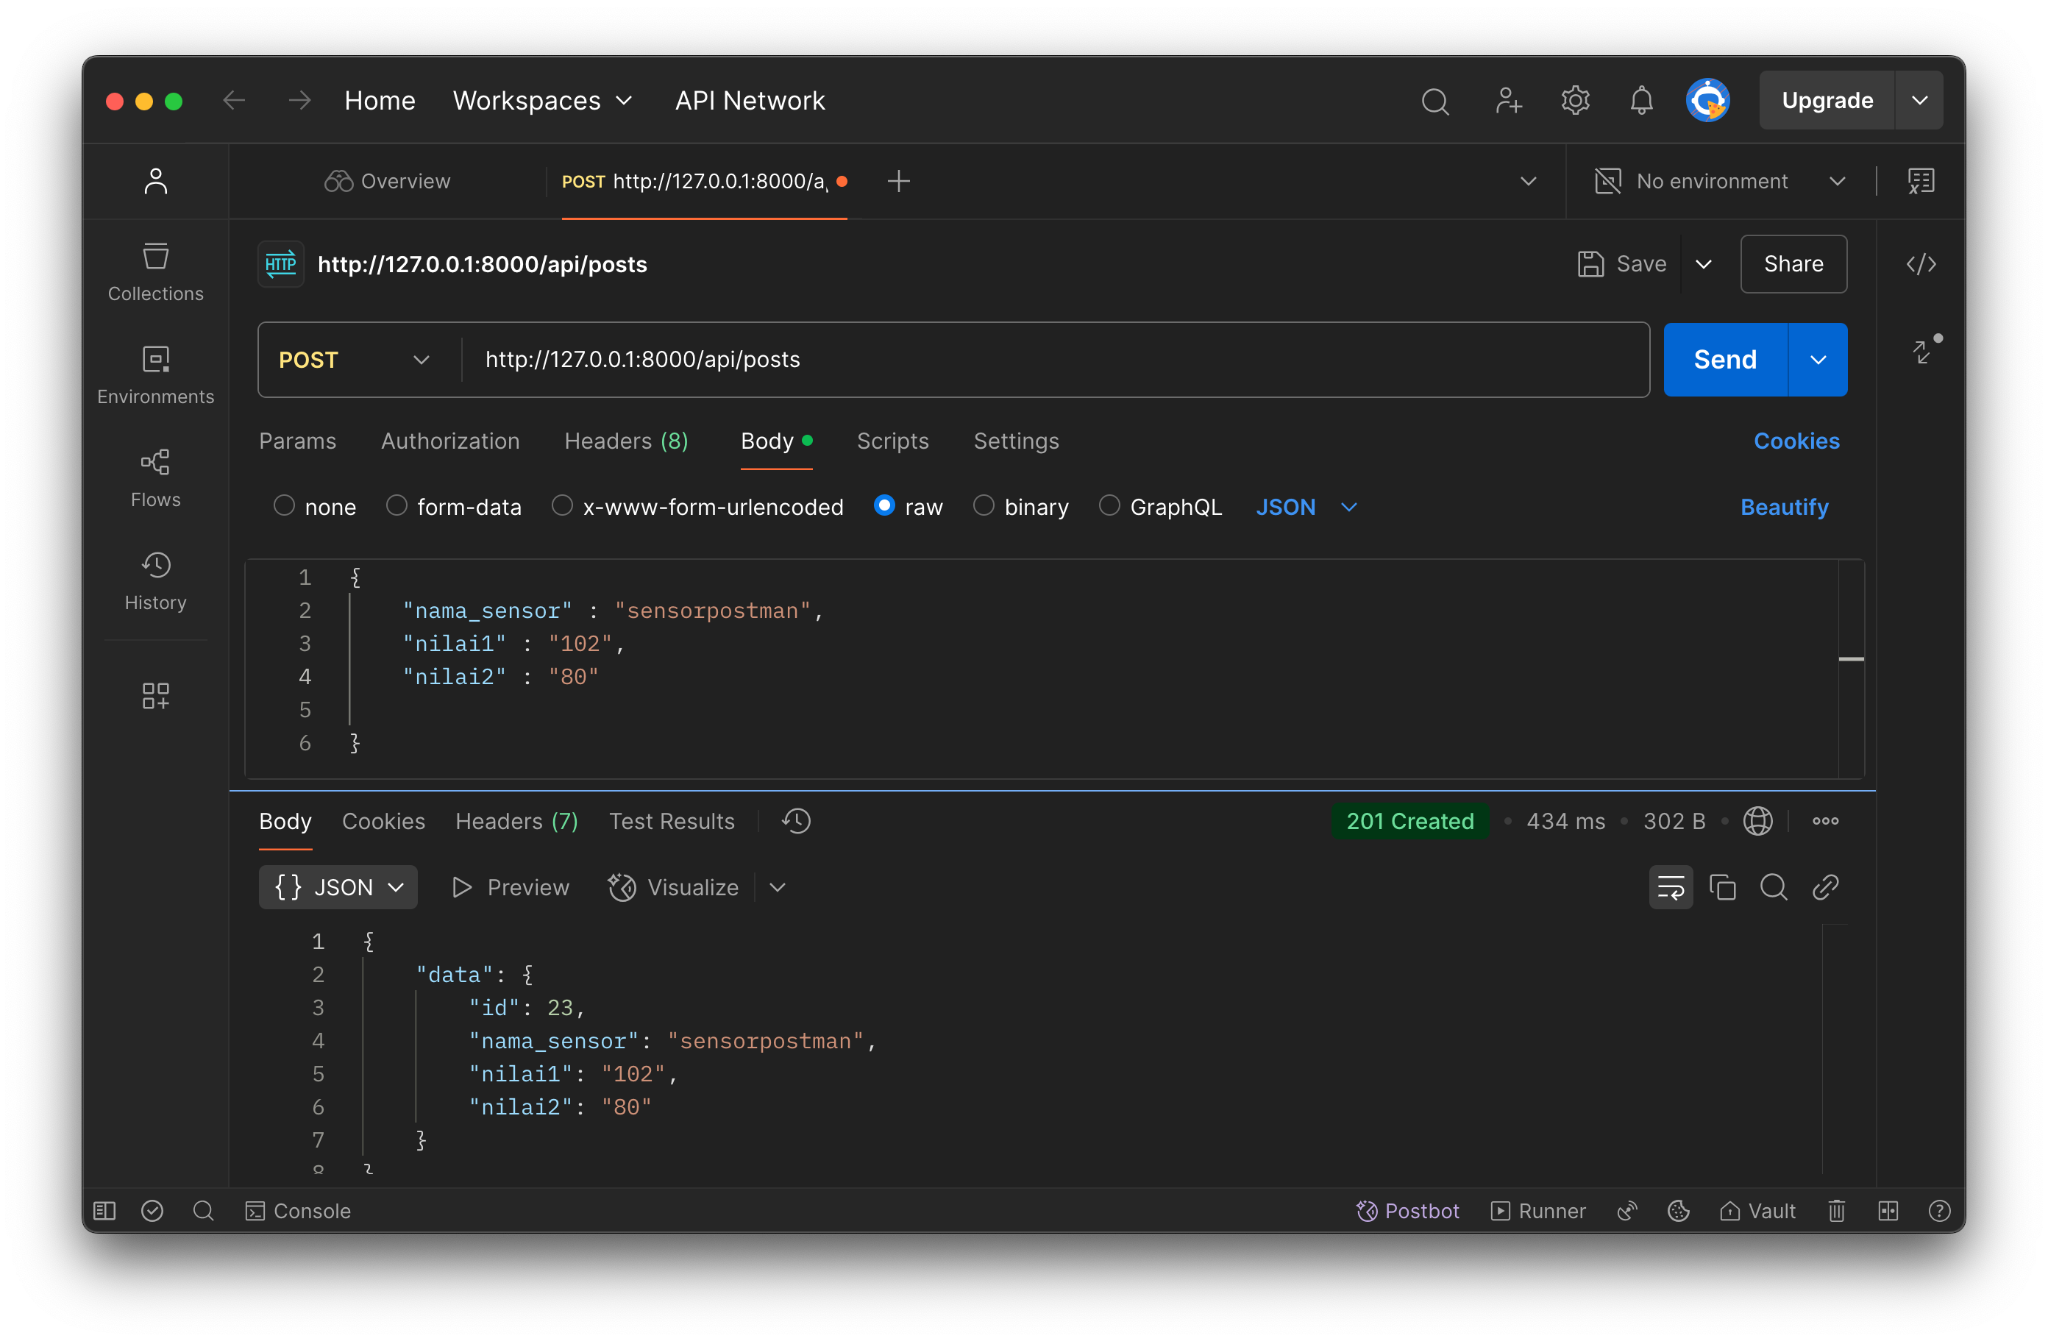 Home Workspaces API Network Upgrade
Overview POST http://127.0.0.1:8000/a, No environment
HTTP http://127.0.0.1:8000/api/posts Save Share
Collections
Environments
Flows
History
POST http://127.0.0.1:8000/api/posts Send
Params Authorization Headers (8) Body Scripts Settings Cookies
none form-data x-www-form-urlencoded raw binary GraphQL JSON Beautify
1 {
2 "nama_sensor" : "sensorpostman",
3 "nilai1" : "102",
4 "nilai2" : "80"
5
6 }
Body Cookies Headers (7) Test Results 201 Created • 434 ms • 302 B •
{} JSON Preview Visualize
1 {
2 "data": {
3 "id": 23,
4 "nama_sensor": "sensorpostman",
5 "nilai1": "102",
6 "nilai2": "80"
7 }
8 }
Console Postbot Runner Vault